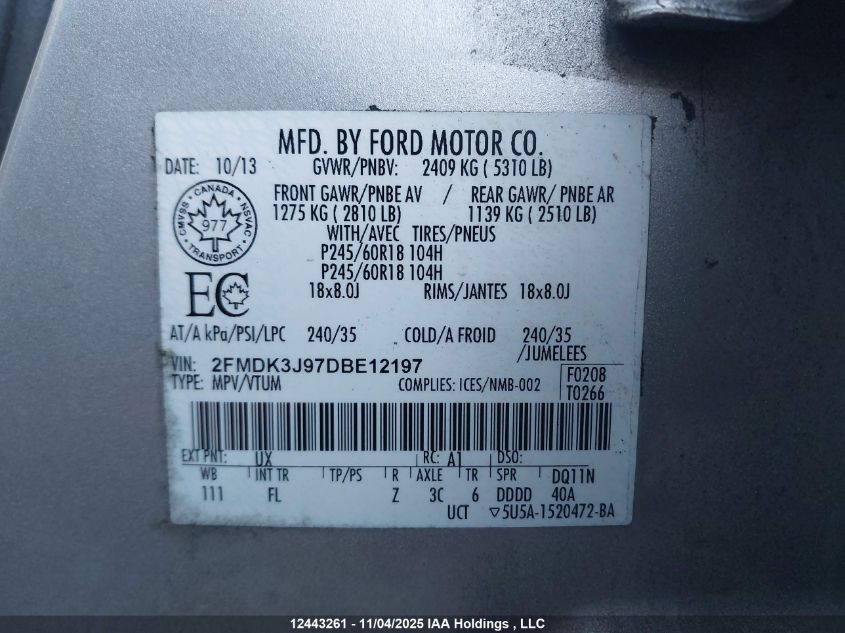 MFD. BY FORD MOTOR CO.
DATE: 10/13 GVWR/PNBV: 2409 KG ( 5310 LB)
FRONT GAWR/PNBE AV / REAR GAWR/ PNBE AR
1275 KG ( 2810 LB) 1139 KG ( 2510 LB)
CANADA
CMVSS 977 NSVAC
TRANSPORT
WITH/AVEC TIRES/PNEUS
P245/60R18 104H
P245/60R18 104H
EC
18x8.0J RIMS/JANTES 18x8.0J
AT/A kPa/PSI/LPC 240/35 COLD/A FROID 240/35
/JUMELEES
VIN: 2FMDK3J97DBE12197
TYPE: MPV/VTUM COMPLIES: ICES/NMB-002 F0208
T0266
EXT PNT: UX RC: A1 DSO:
WB INT TR TP/PS R AXLE TR SPR DQ11N
111 FL Z 3C 6 DDDD 40A
UCT ▽5U5A-1520472-BA
12443261 - 11/04/2025 IAA Holdings , LLC